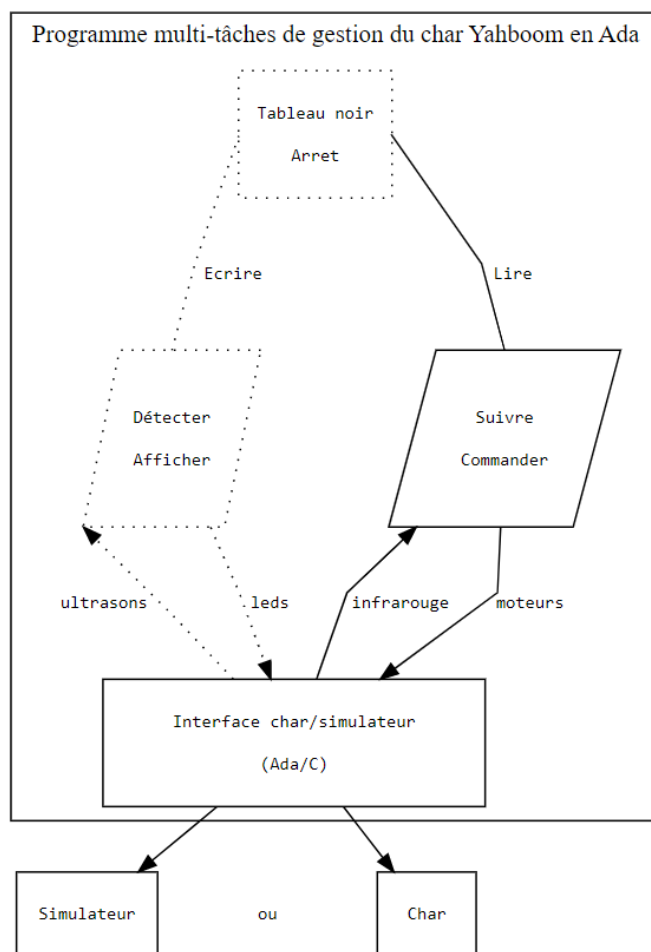 Programme multi-tâches de gestion du char Yahboom en Ada
Tableau noir
Arret
Ecrire
Lire
Détecter
Afficher
Suivre
Commander
ultrasons
leds
infrarouge
moteurs
Interface char/simulateur
(Ada/C)
Simulateur
ou
Char